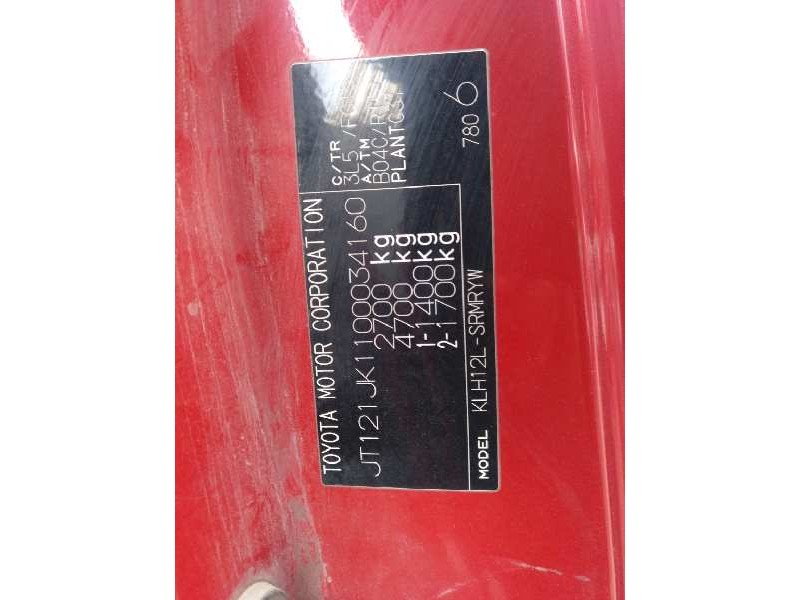 TOYOTA MOTOR CORPORATION
JT121JK1100034160
2700 kg
4700 kg
1-1400kg
2-1700kg
MODEL KLH12L-SRMRYW
C/TR
3L5
A/TM
B04C
PLANT
780 6